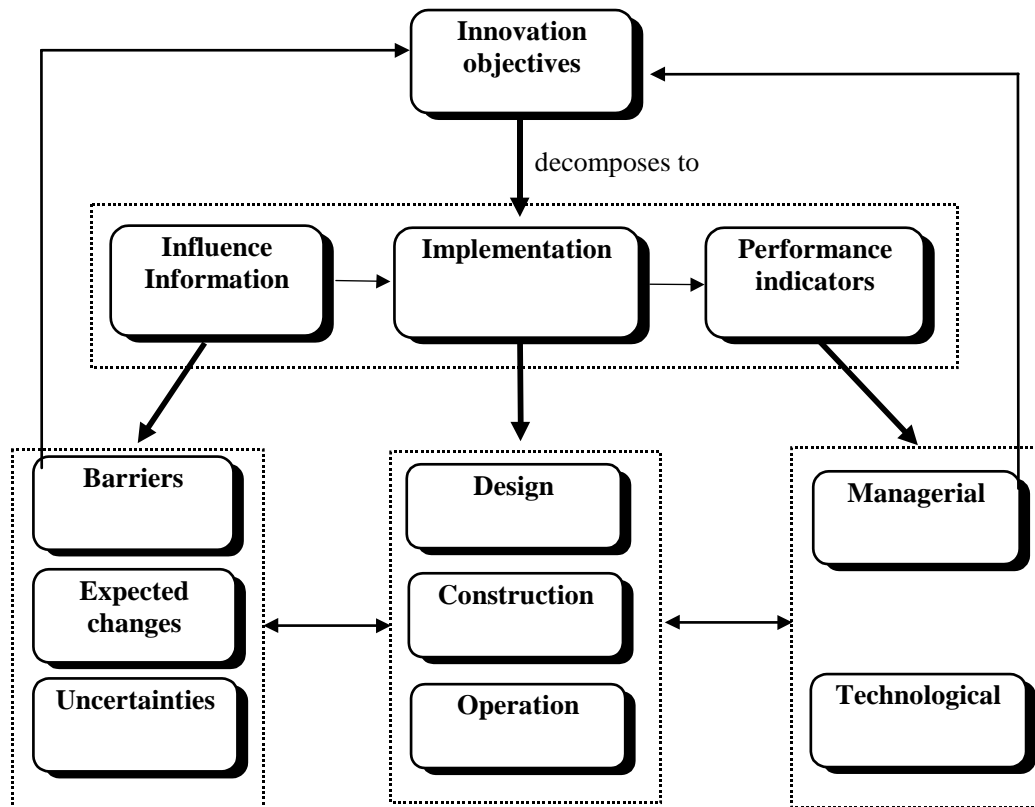 Innovation
objectives
decomposes to
Influence
Information
Implementation
Performance
indicators
Barriers
Expected
changes
Uncertainties
Design
Construction
Operation
Managerial
Technological